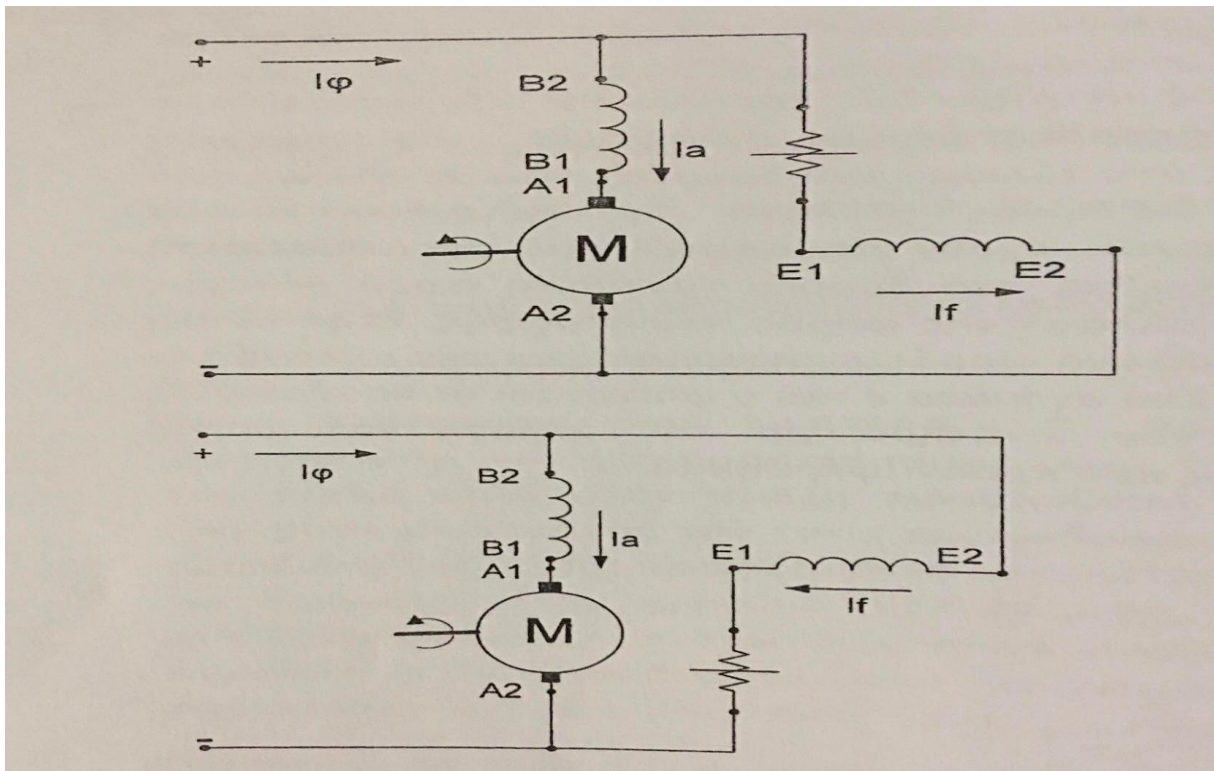 +
Iφ
B2
B1
Ia
A1
M
E1
E2
A2
If
−
+
Iφ
B2
B1
Ia
E1
E2
A1
If
M
A2
−